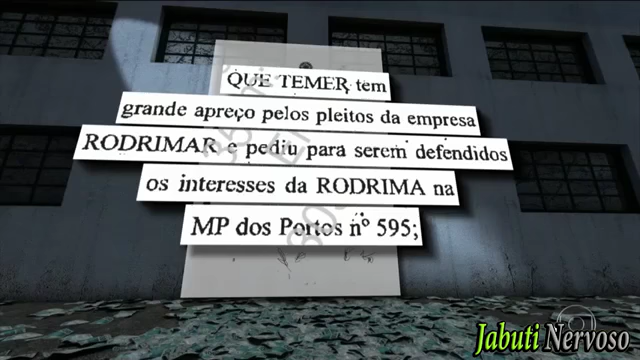 QUE TEMER tem
grande apreço pelos pleitos da empresa
RODRIMAR e pediu para serem defendidos
os interesses da RODRIMA na
MP dos Portos nº 595;
Jabuti Nervoso